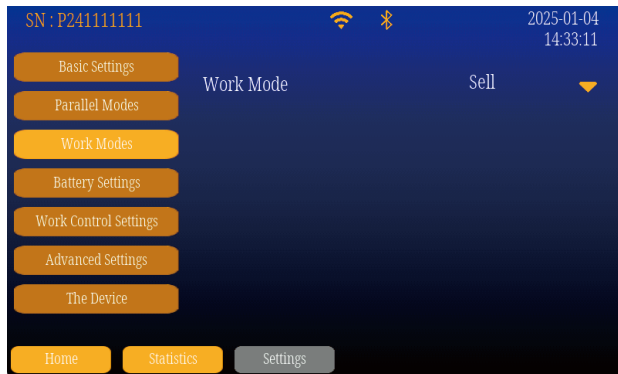 SN : P241111111
2025-01-04
14:33:11
Basic Settings
Parallel Modes
Work Modes
Battery Settings
Work Control Settings
Advanced Settings
The Device
Work Mode
Sell
Home
Statistics
Settings